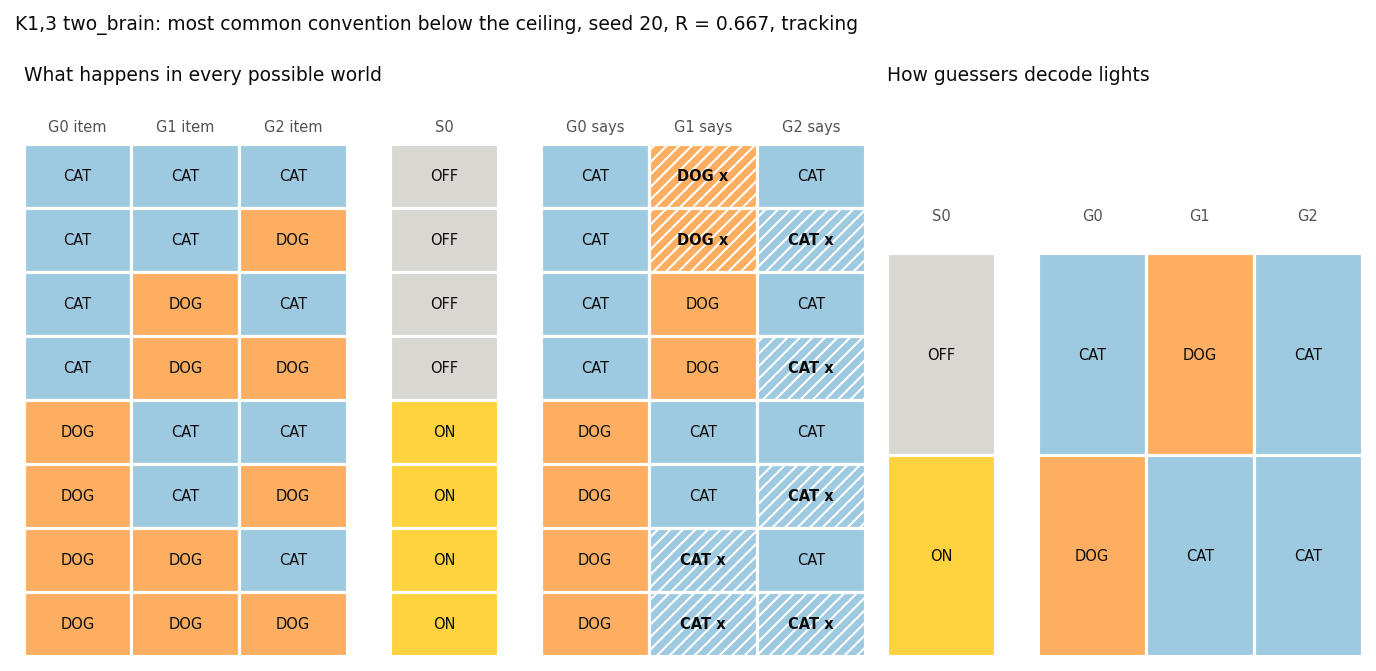 K1,3 two_brain: most common convention below the ceiling, seed 20, R = 0.667, tracking
What happens in every possible world
How guessers decode lights
G0 item G1 item G2 item S0 G0 says G1 says G2 says
CAT CAT CAT OFF CAT DOG x CAT
CAT CAT DOG OFF CAT DOG x CAT x
CAT DOG CAT OFF CAT DOG CAT
CAT DOG DOG OFF CAT DOG CAT x
DOG CAT CAT ON DOG CAT CAT
DOG CAT DOG ON DOG CAT CAT x
DOG DOG CAT ON DOG CAT x CAT
DOG DOG DOG ON DOG CAT x CAT x
S0 G0 G1 G2
OFF CAT DOG CAT
ON DOG CAT CAT